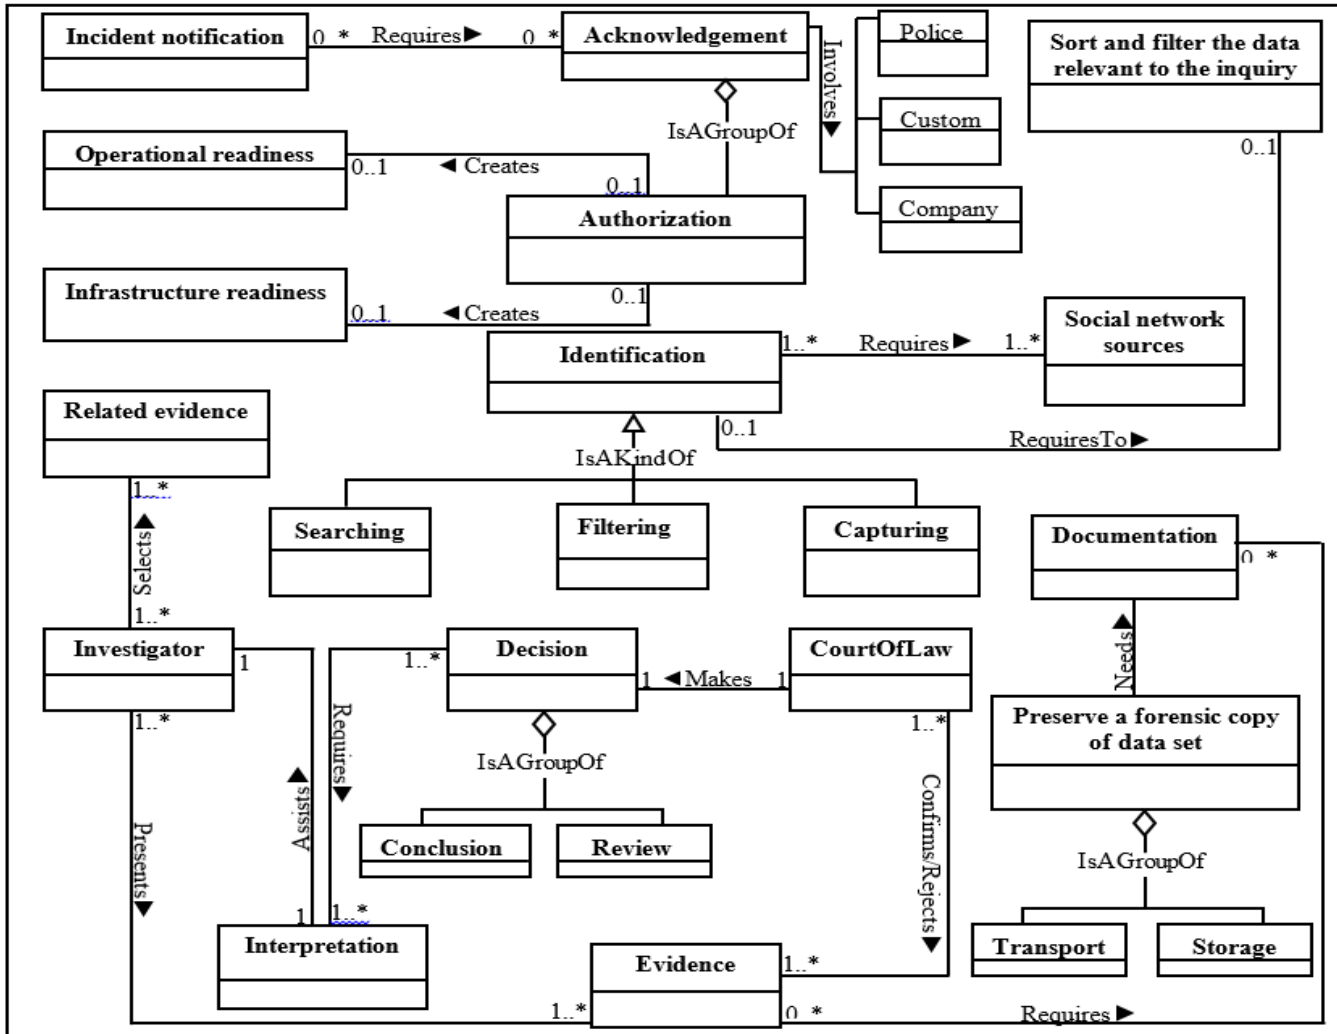 Incident notification
0 *
Requires►
0 *
Acknowledgement
Involves▼
Police
Sort and filter the data
relevant to the inquiry
0..1
IsAGroupOf
Custom
Operational readiness
0..1
◄Creates
0..1
Company
Authorization
Infrastructure readiness
0..1
◄Creates
0..1
Identification
1..*
Requires►
1..*
Social network
sources
0..1
RequiresTo►
IsAKindOf
Related evidence
1..*
Selects▲
1..*
Searching
Filtering
Capturing
Documentation
0 *
Needs▲
Investigator
1
1..*
Assists▲
1
Requires▼
1..*
1..*
Decision
1
◄Makes
1
CourtOfLaw
1..*
IsAGroupOf
Conclusion
Review
Confirms/Rejects▼
Preserve a forensic copy
of data set
IsAGroupOf
Transport
Storage
Presents▼
Interpretation
Evidence
1..*
1..*
0 *
Requires►